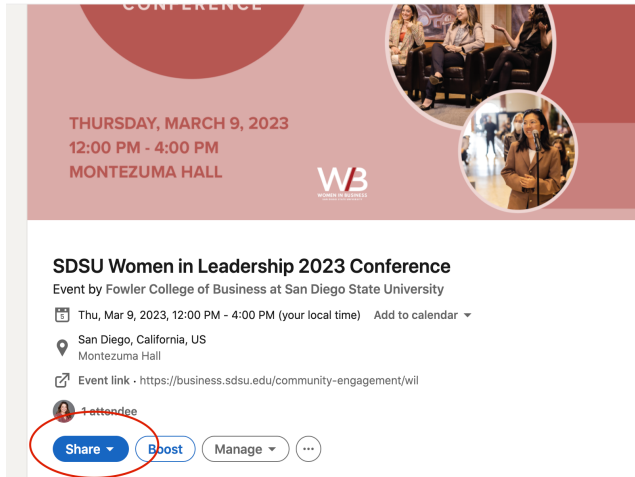 CONFERENCE
THURSDAY, MARCH 9, 2023
12:00 PM - 4:00 PM
MONTEZUMA HALL
WB
WOMEN IN BUSINESS
SDSU Women in Leadership 2023 Conference
Event by Fowler College of Business at San Diego State University
5
Thu, Mar 9, 2023, 12:00 PM - 4:00 PM (your local time) Add to calendar
San Diego, California, US
Montezuma Hall
Event link · https://business.sdsu.edu/community-engagement/wil
1 attendee
Share Boost Manage ...